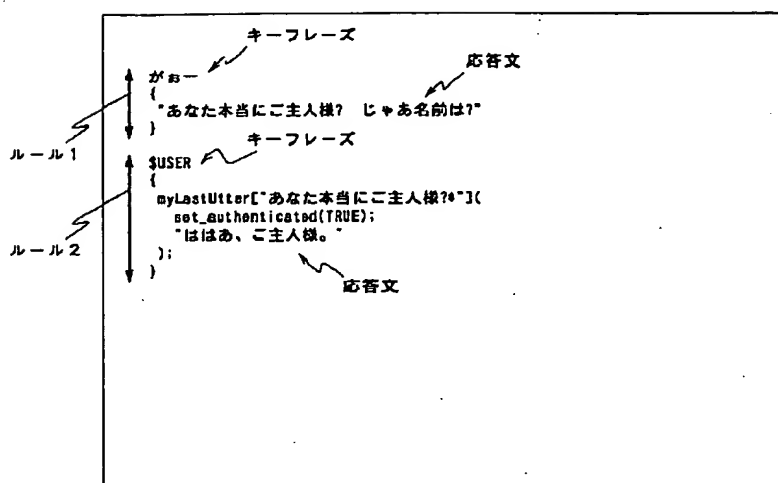 キーフレーズ
応答文
がぉー
{
"あなた本当にご主人様? じゃあ名前は?"
}
ルール1
キーフレーズ
$USER
{
myLastUtter["あなた本当にご主人様?*"](
set_authenticated(TRUE);
"ははあ、ご主人様。"
);
}
ルール2
応答文